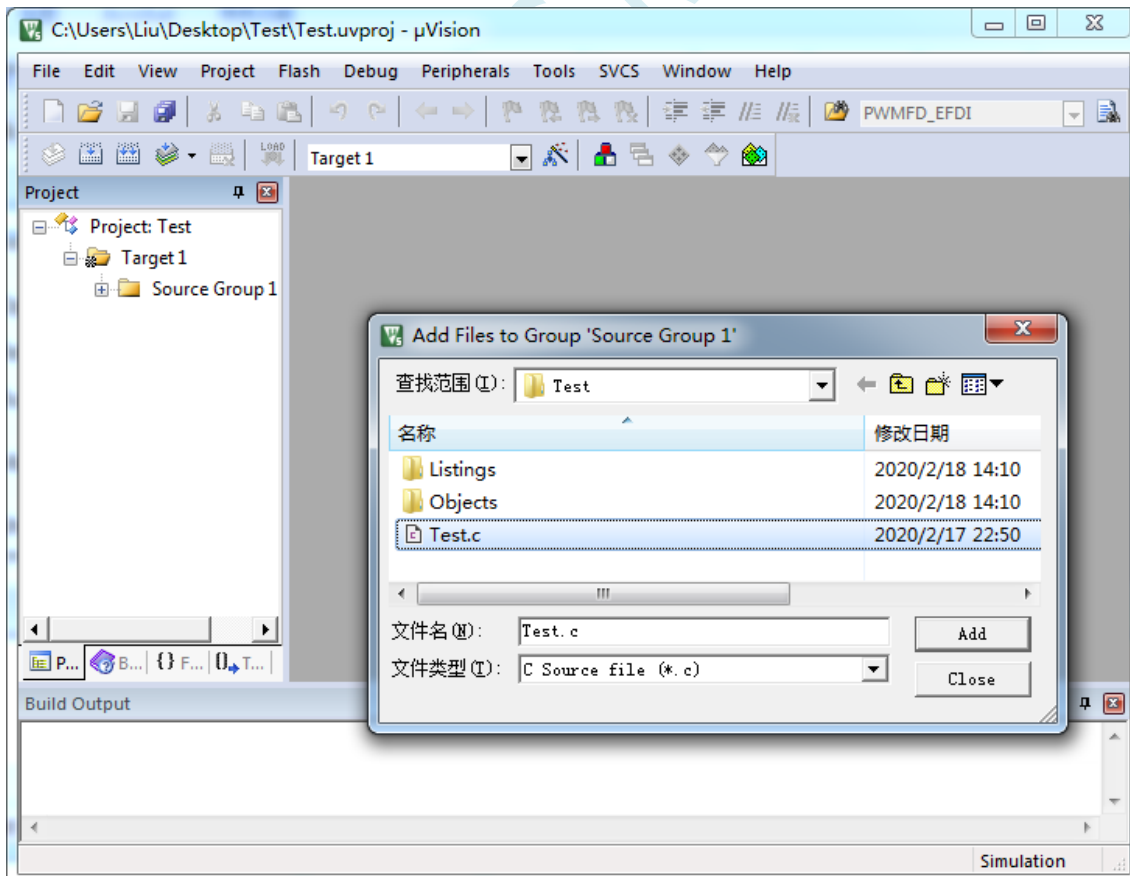 C:\Users\Liu\Desktop\Test\Test.uvproj - µVision
File Edit View Project Flash Debug Peripherals Tools SVCS Window Help
PWMFD_EFDI
LOAD Target 1
Project
Project: Test
Target 1
Source Group 1
Add Files to Group 'Source Group 1'
查找范围(I): Test
名称 修改日期
Listings 2020/2/18 14:10
Objects 2020/2/18 14:10
Test.c 2020/2/17 22:50
文件名(N): Test.c Add
文件类型(T): C Source file (*.c) Close
P... B... {} F... 0 T...
Build Output
Simulation